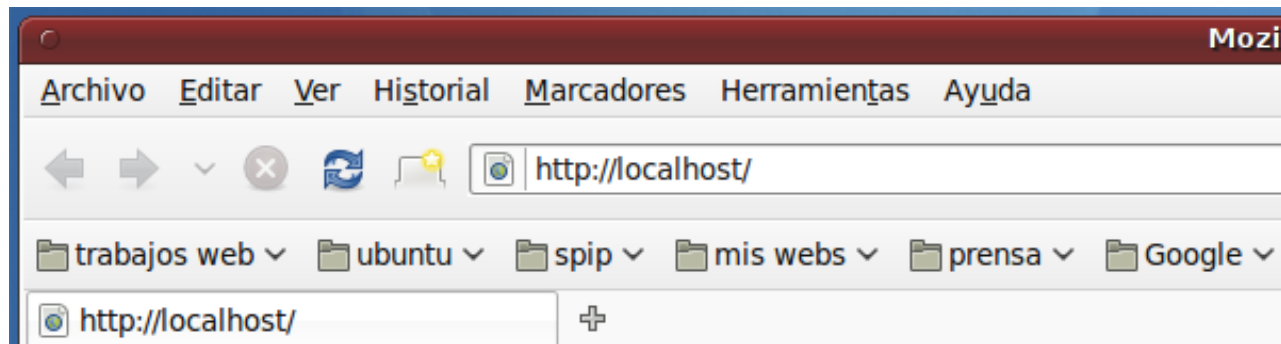 Mozi
Archivo Editar Ver Historial Marcadores Herramientas Ayuda
http://localhost/
trabajos web ubuntu spip mis webs prensa Google
http://localhost/